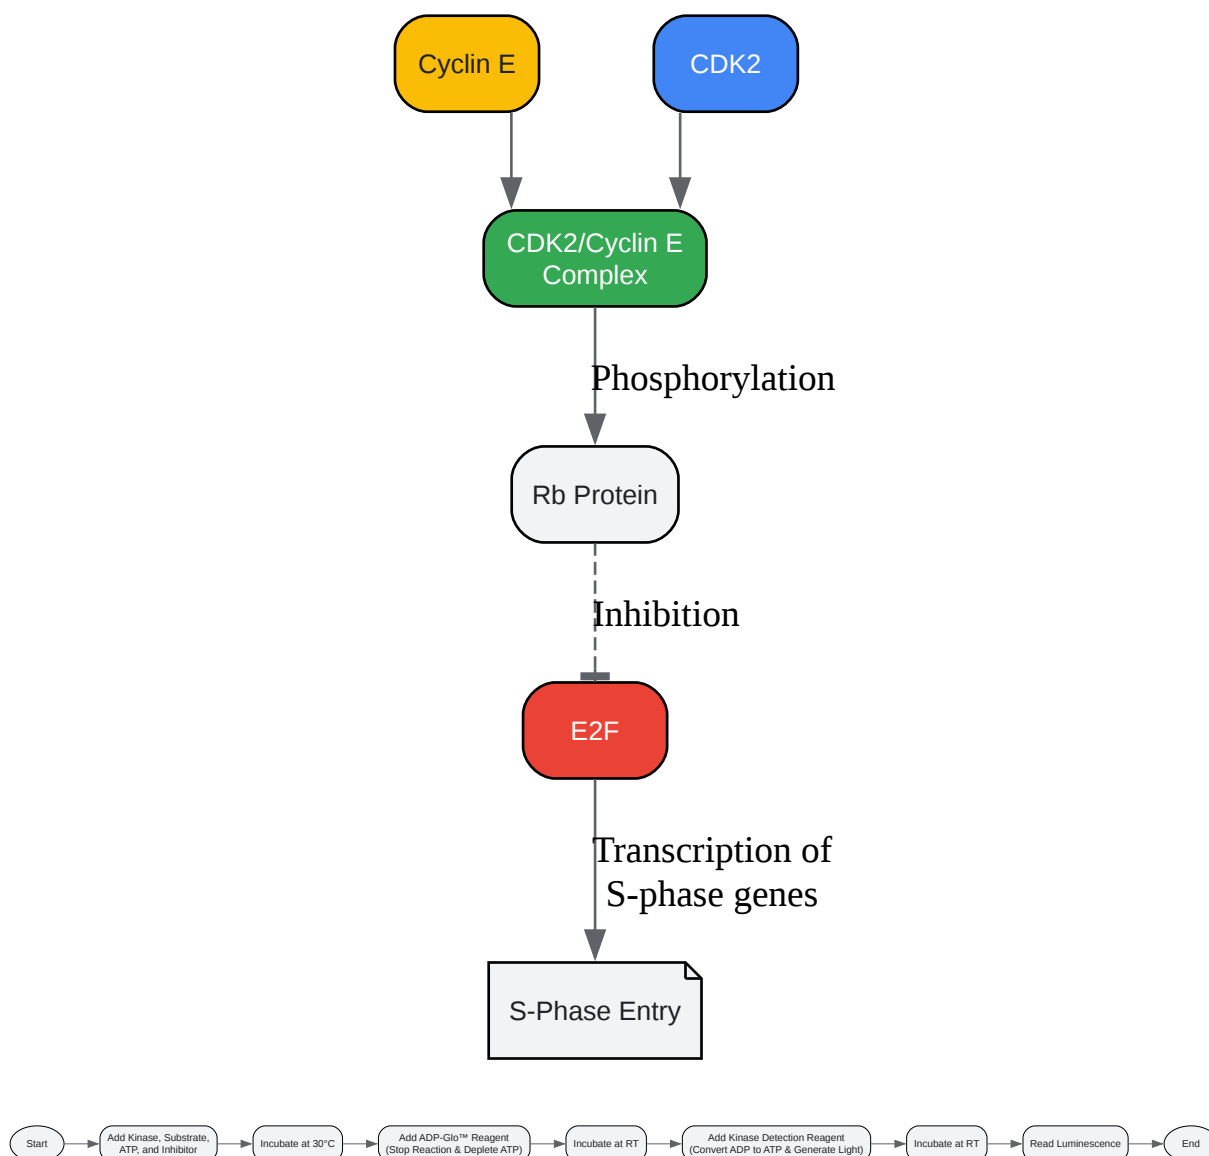 Cyclin E
CDK2
CDK2/Cyclin E
Complex
Phosphorylation
Rb Protein
Inhibition
E2F
Transcription of
S-phase genes
S-Phase Entry
Start
Add Kinase, Substrate,
ATP, and Inhibitor
Incubate at 30°C
Add ADP-Glo™ Reagent
(Stop Reaction & Deplete ATP)
Incubate at RT
Add Kinase Detection Reagent
(Convert ADP to ATP & Generate Light)
Incubate at RT
Read Luminescence
End